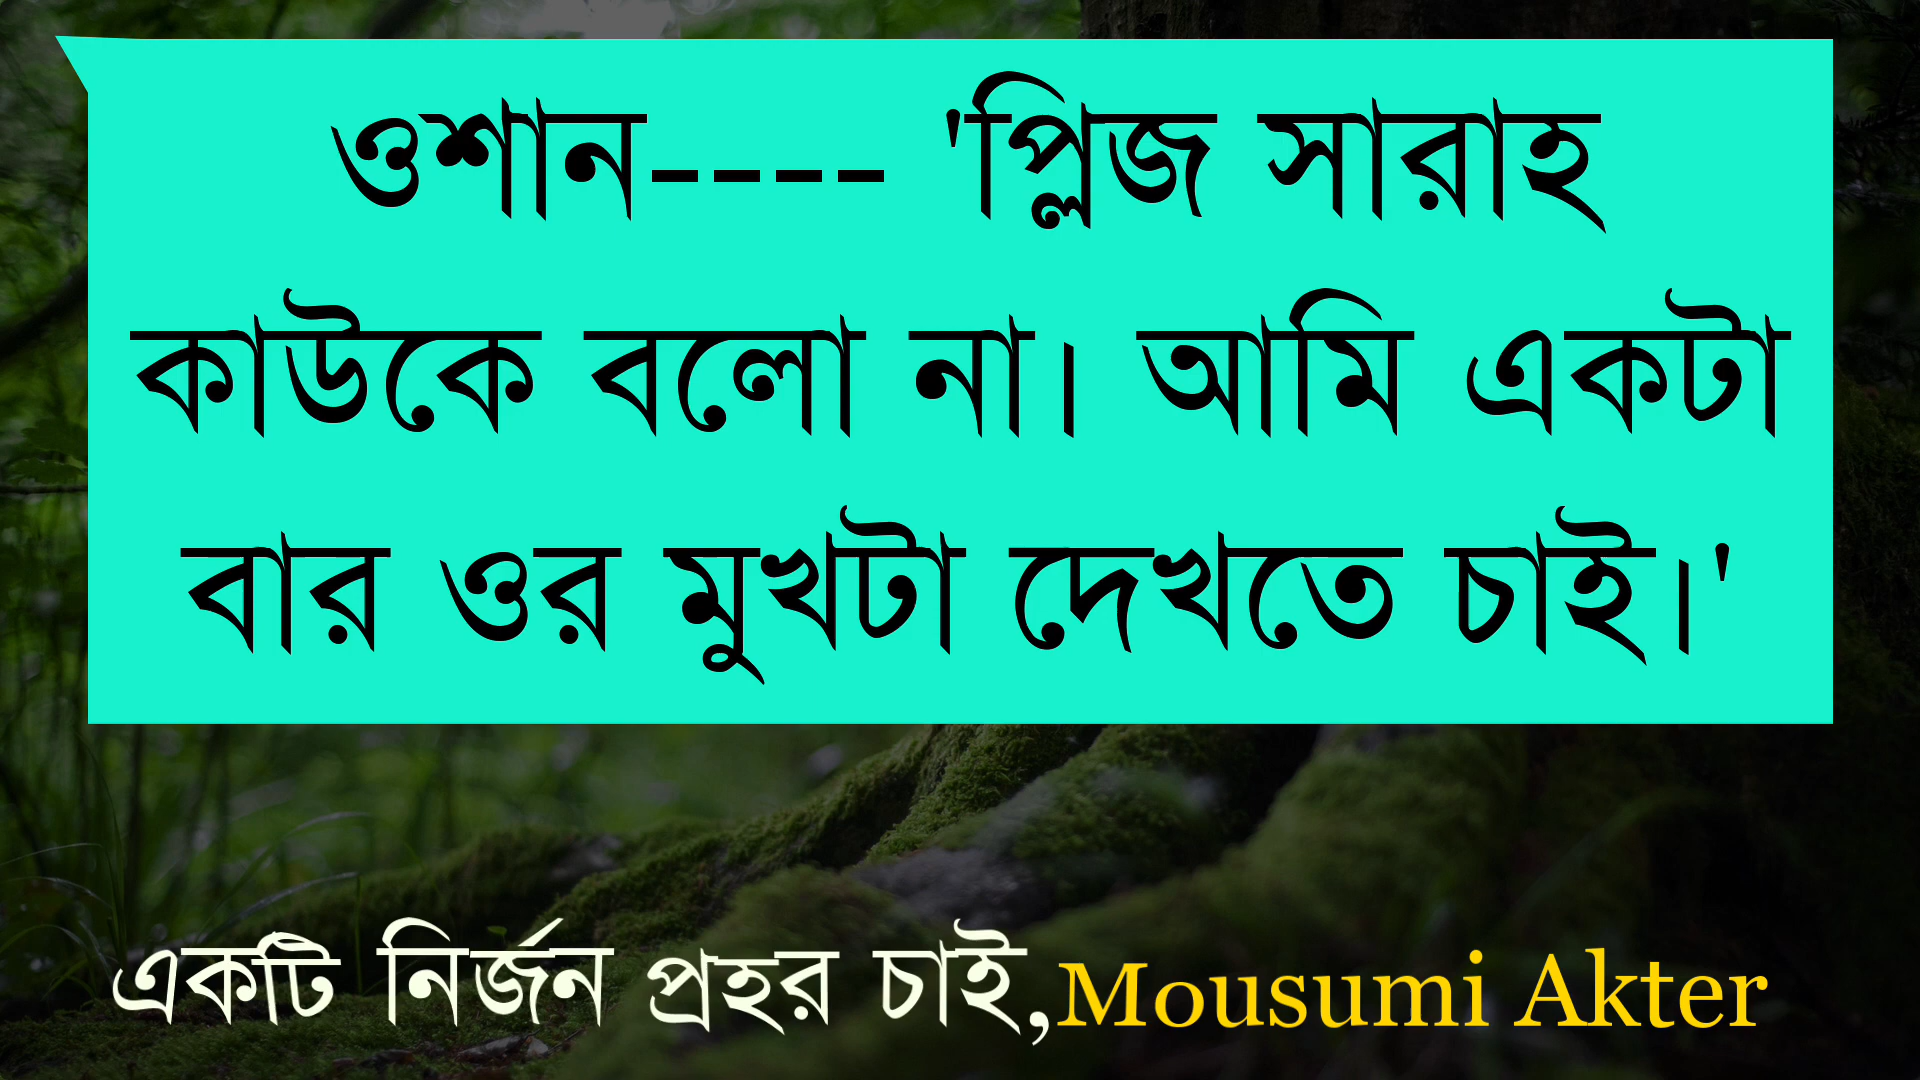 ওশান---- 'প্লিজ সারাহ
কাউকে বলো না। আমি একটা
বার ওর মুখটা দেখতে চাই।'
একটি নির্জন প্রহর চাই,Mousumi Akter